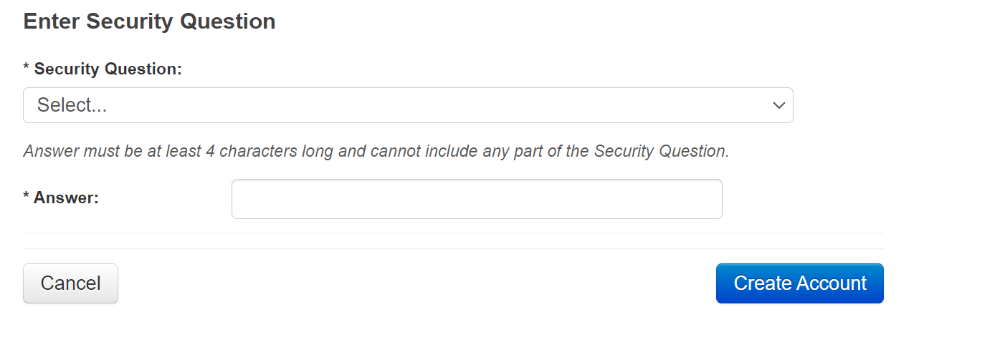 Enter Security Question
* Security Question:
Select...
Answer must be at least 4 characters long and cannot include any part of the Security Question.
* Answer:
Cancel
Create Account